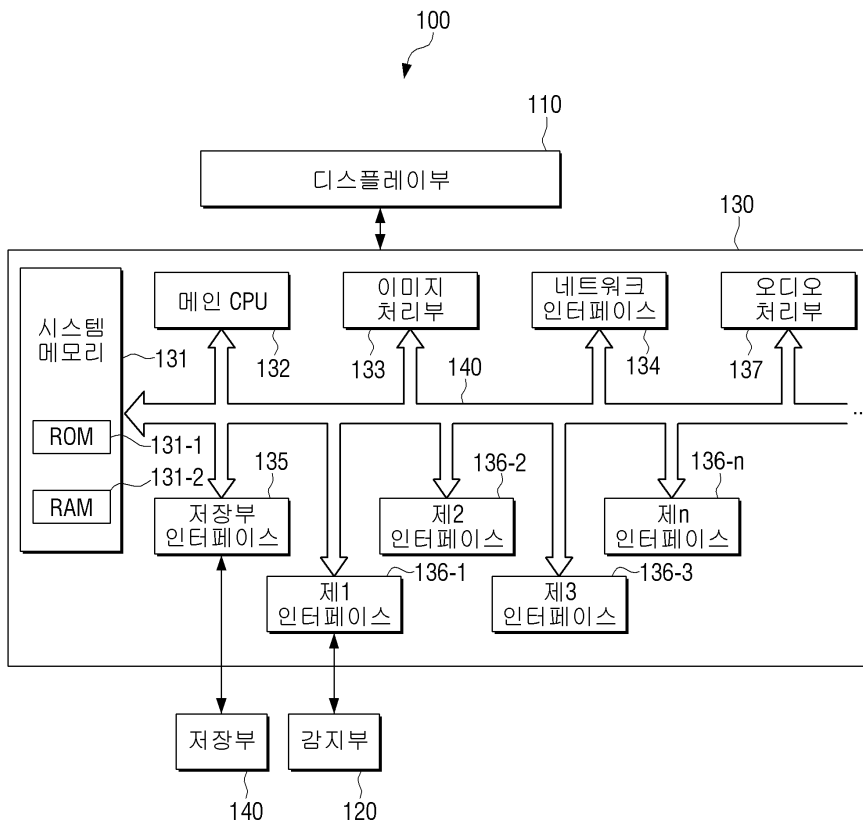 100
110
디스플레이부
130
시스템
메모리
131
메인 CPU
132
이미지
처리부
133
네트워크
인터페이스
134
오디오
처리부
137
140
...
ROM
131-1
RAM
131-2
135
저장부
인터페이스
136-2
제2
인터페이스
136-n
제n
인터페이스
제1
인터페이스
136-1
제3
인터페이스
136-3
저장부
140
감지부
120